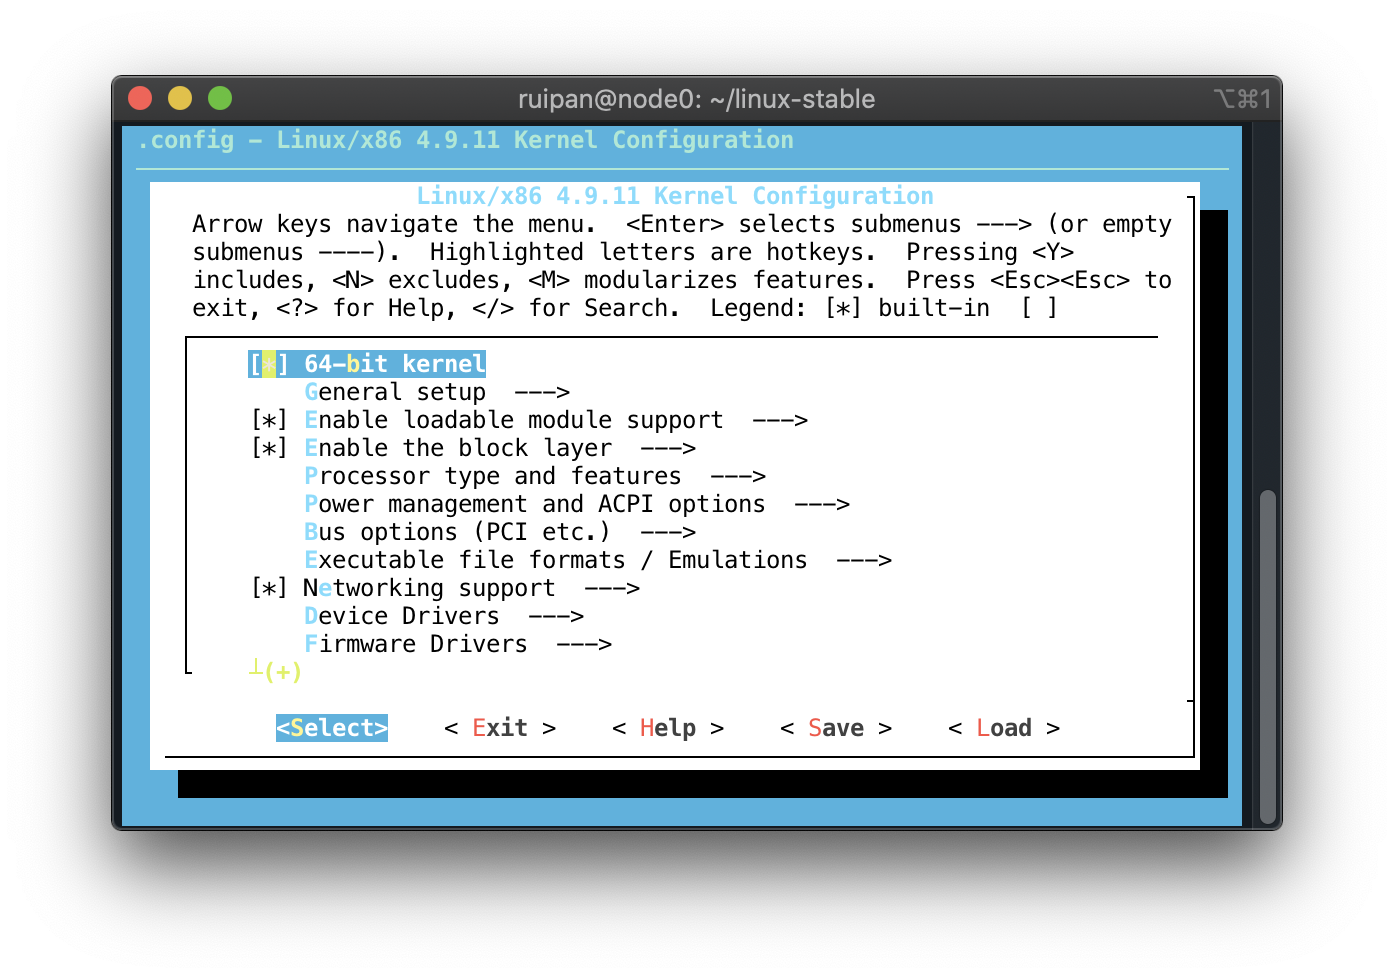 ruipan@node0: ~/linux-stable ⌥⌘1
.config - Linux/x86 4.9.11 Kernel Configuration
Linux/x86 4.9.11 Kernel Configuration
Arrow keys navigate the menu.  <Enter> selects submenus ---> (or empty
submenus ----).  Highlighted letters are hotkeys.  Pressing <Y>
includes, <N> excludes, <M> modularizes features.  Press <Esc><Esc> to
exit, <?> for Help, </> for Search.  Legend: [*] built-in  [ ]
[*] 64-bit kernel
General setup  --->
[*] Enable loadable module support  --->
[*] Enable the block layer  --->
Processor type and features  --->
Power management and ACPI options  --->
Bus options (PCI etc.)  --->
Executable file formats / Emulations  --->
[*] Networking support  --->
Device Drivers  --->
Firmware Drivers  --->
┴(+)
<Select>    < Exit >    < Help >    < Save >    < Load >